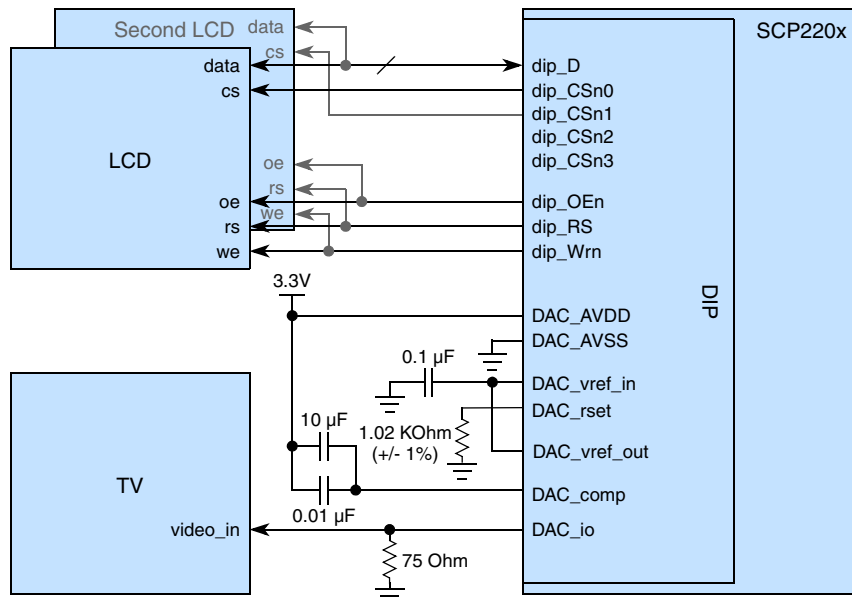 Second LCD
data
cs
oe
rs
we
LCD
data
cs
oe
rs
we
SCP220x
DIP
dip_D
dip_CSn0
dip_CSn1
dip_CSn2
dip_CSn3
dip_OEn
dip_RS
dip_Wrn
DAC_AVDD
DAC_AVSS
DAC_vref_in
DAC_rset
DAC_vref_out
DAC_comp
DAC_io
3.3V
0.1 µF
10 µF
1.02 KOhm
(+/- 1%)
0.01 µF
75 Ohm
TV
video_in